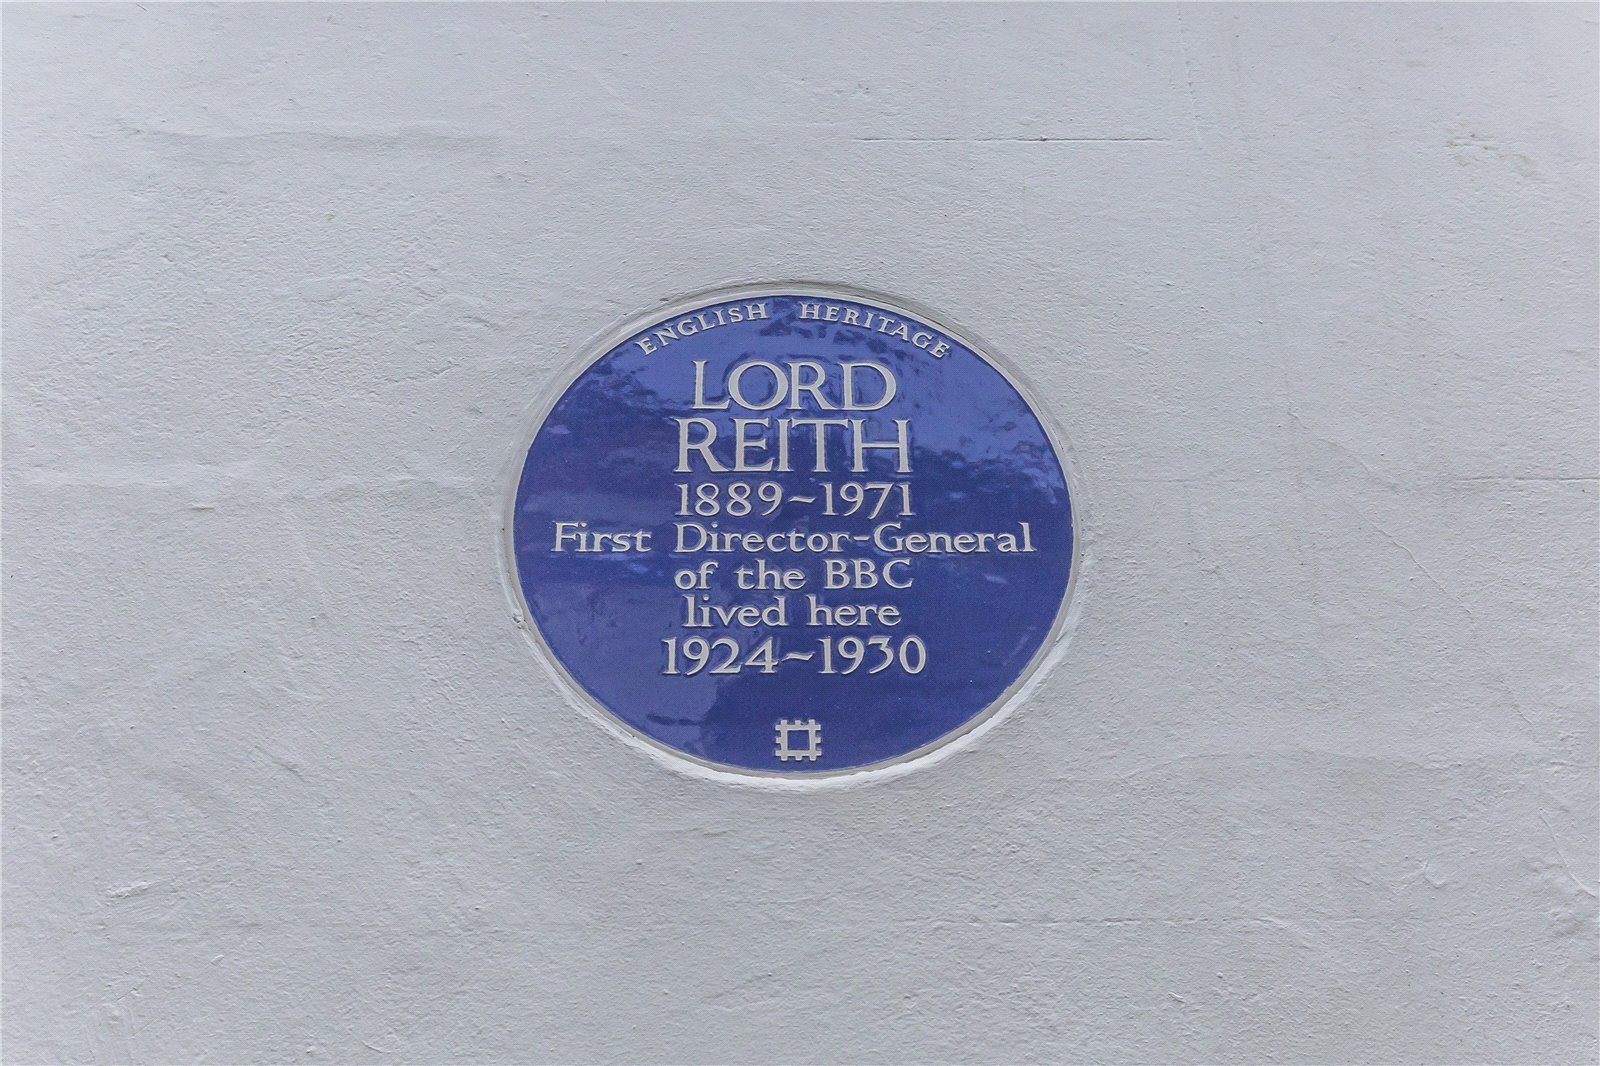 ENGLISH HERITAGE
LORD
REITH
1889~1971
First Director-General
of the BBC
lived here
1924~1930